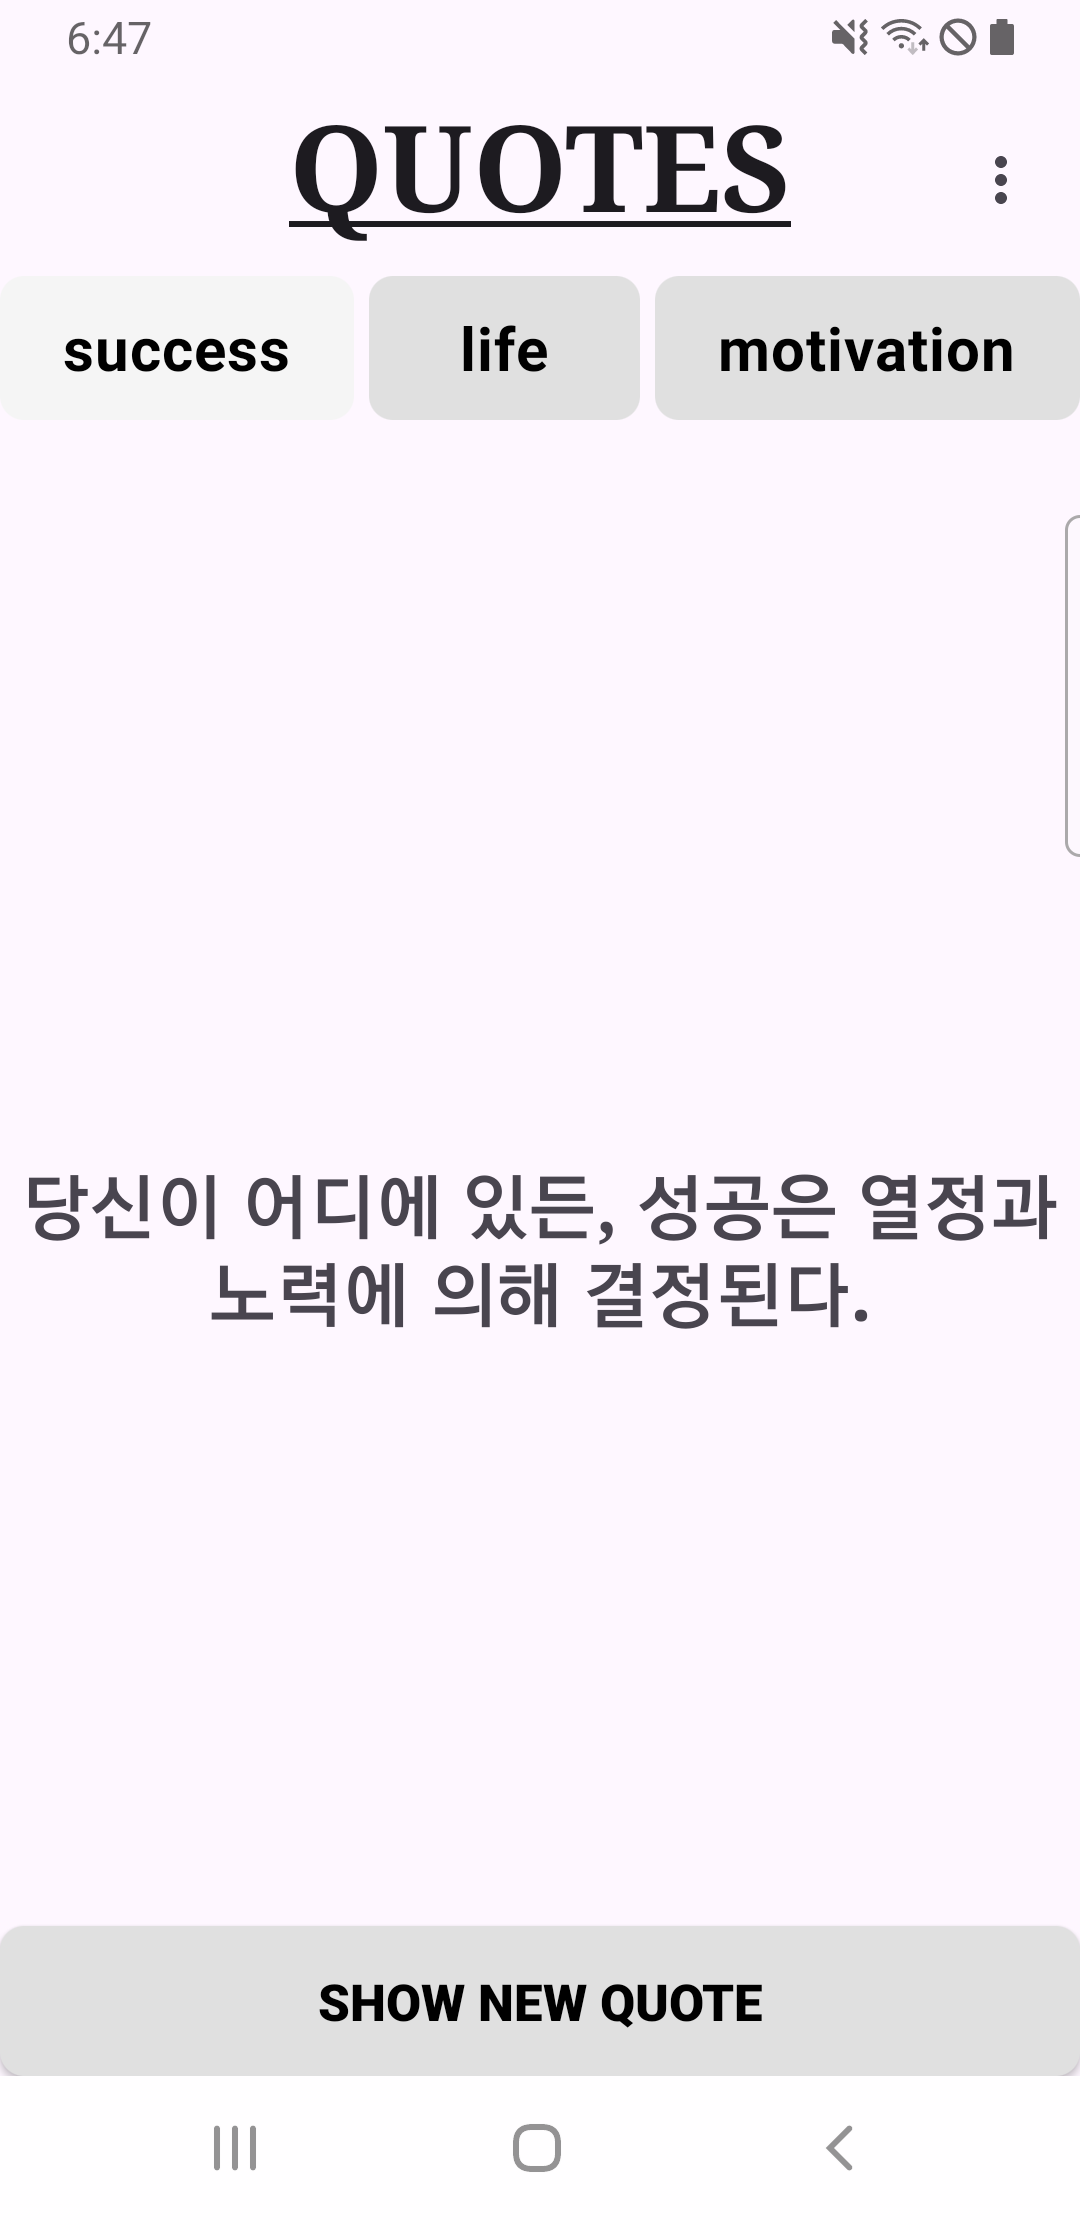 6:47
QUOTES
success life motivation
당신이 어디에 있든, 성공은 열정과
노력에 의해 결정된다.
SHOW NEW QUOTE